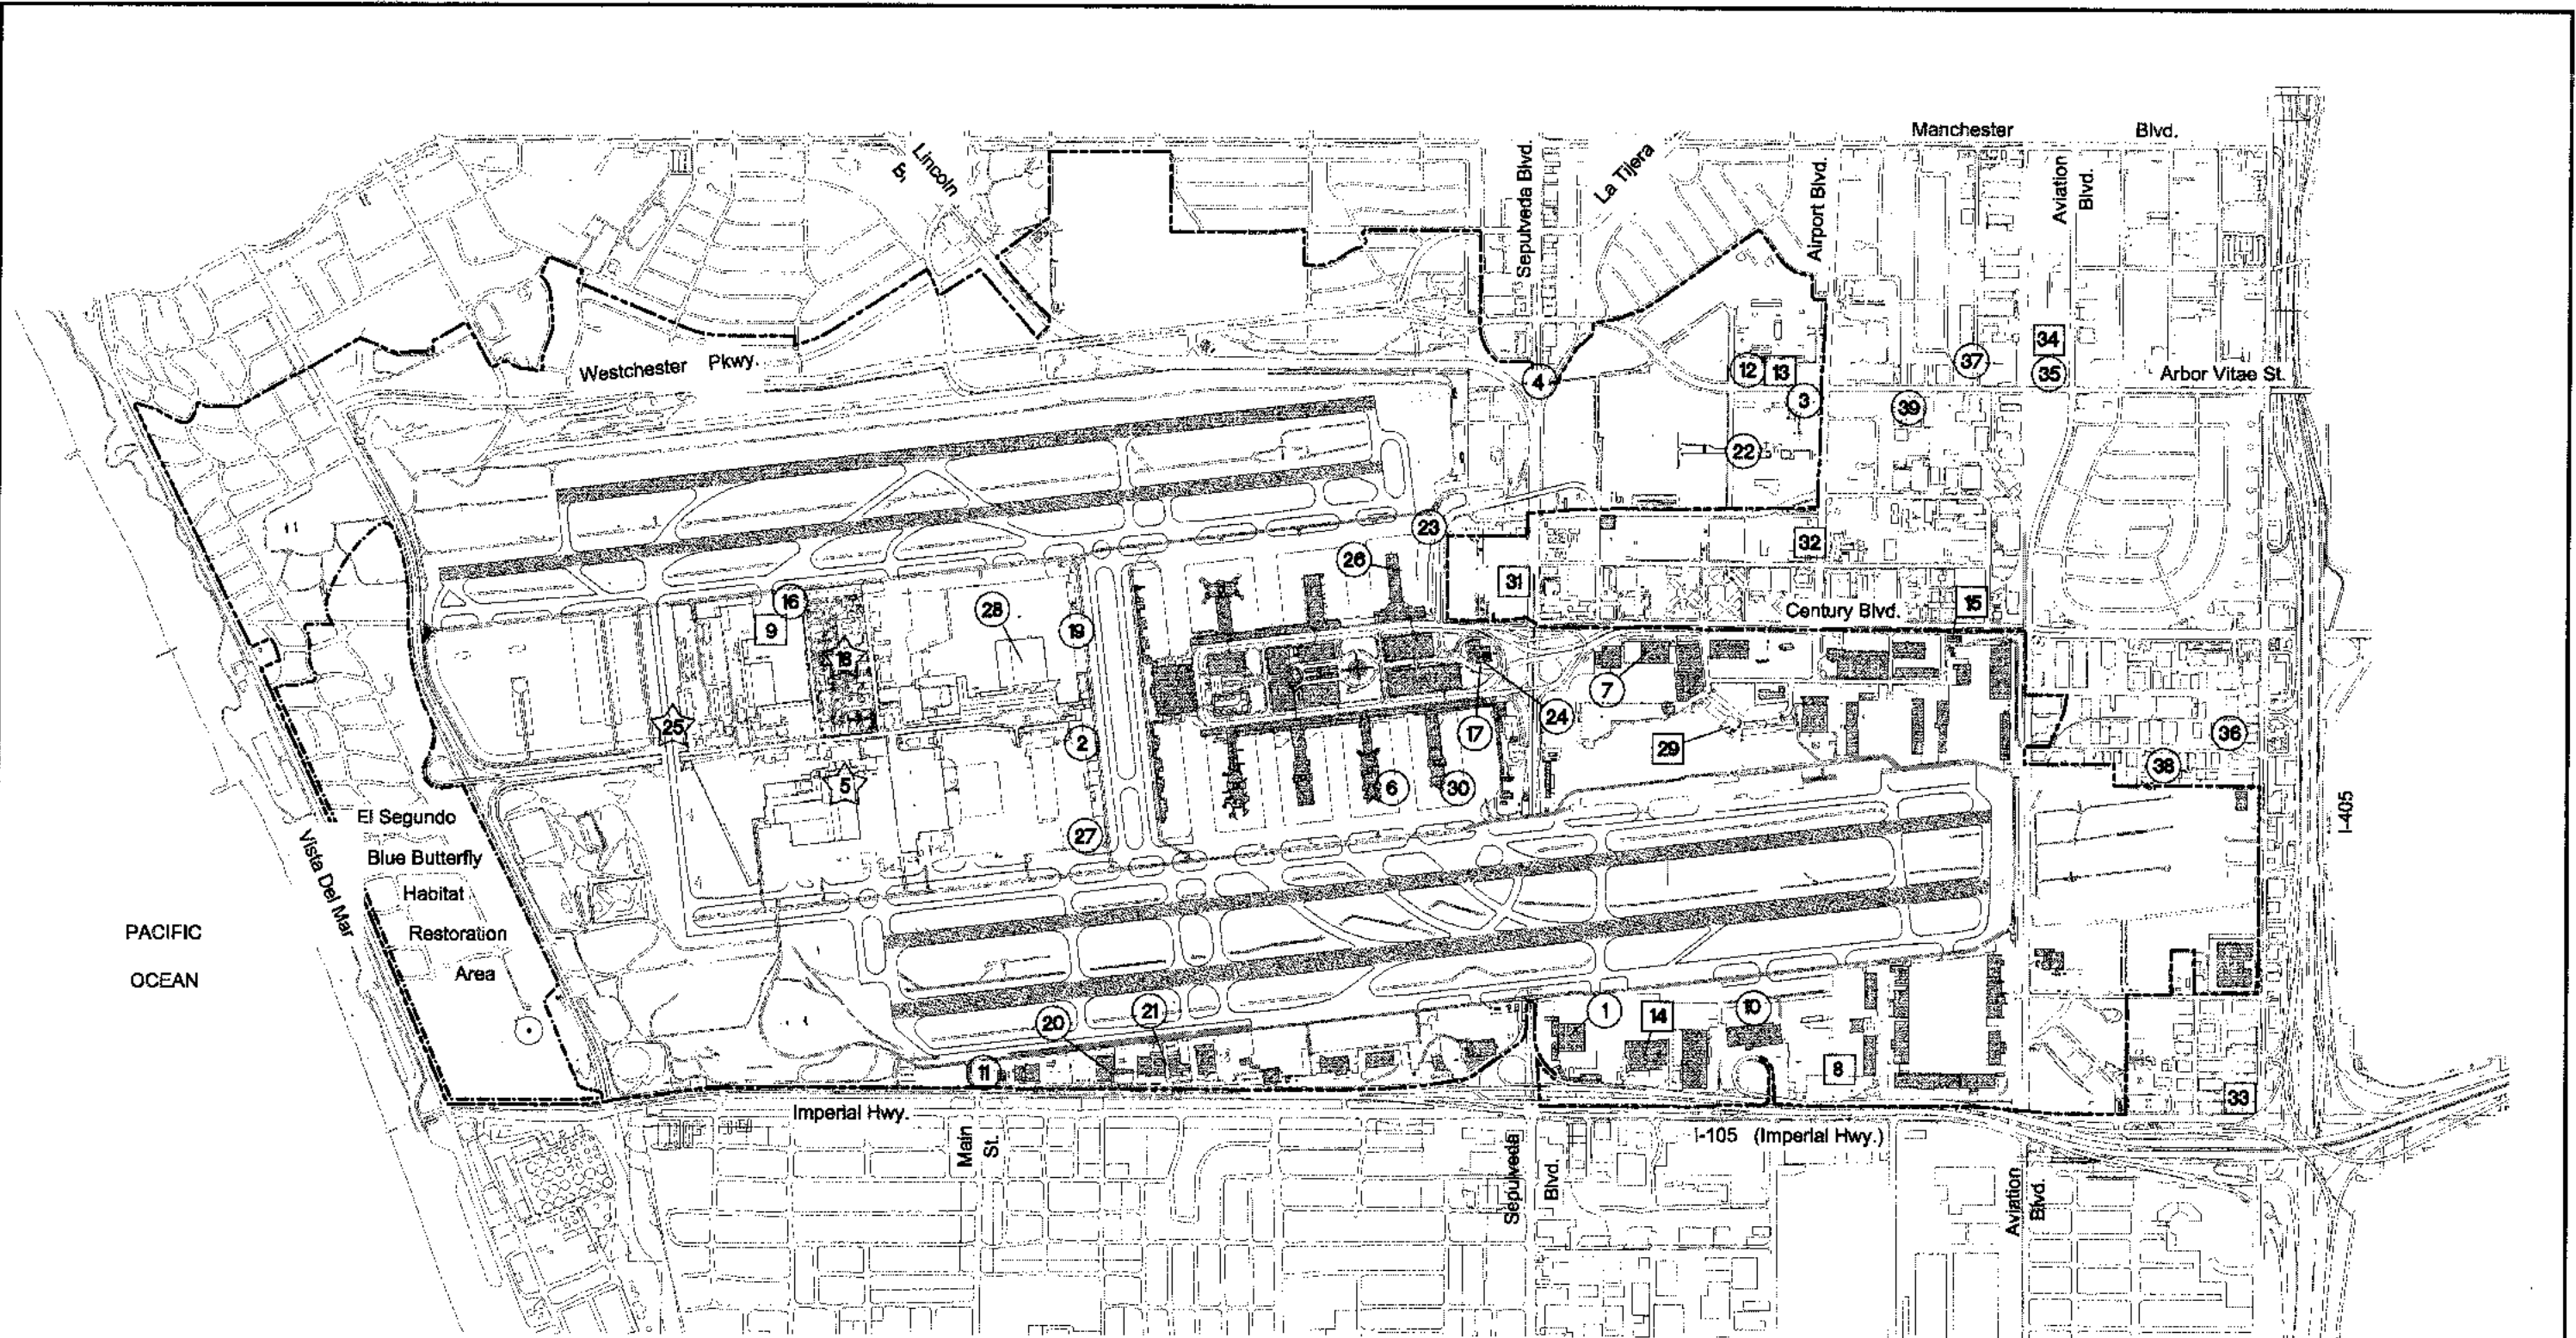 Manchester Blvd.
Lincoln
Sepulveda Blvd.
La Tijera
Airport Blvd.
Aviation
Blvd.
34
37
35
Arbor Vitae St.
Westchester Pkwy.
4
12
13
3
39
22
23
32
26
31
16
28
15
9
19
Century Blvd.
18
7
24
25
17
2
29
36
38
5
6
30
El Segundo
Blue Butterfly
Habitat
Restoration
Area
Vista Del Mar
27
I-405
PACIFIC
OCEAN
20
21
1
14
10
11
8
33
Imperial Hwy.
Main
St.
Sepulveda
Blvd.
I-105 (Imperial Hwy.)
Aviation
Blvd.